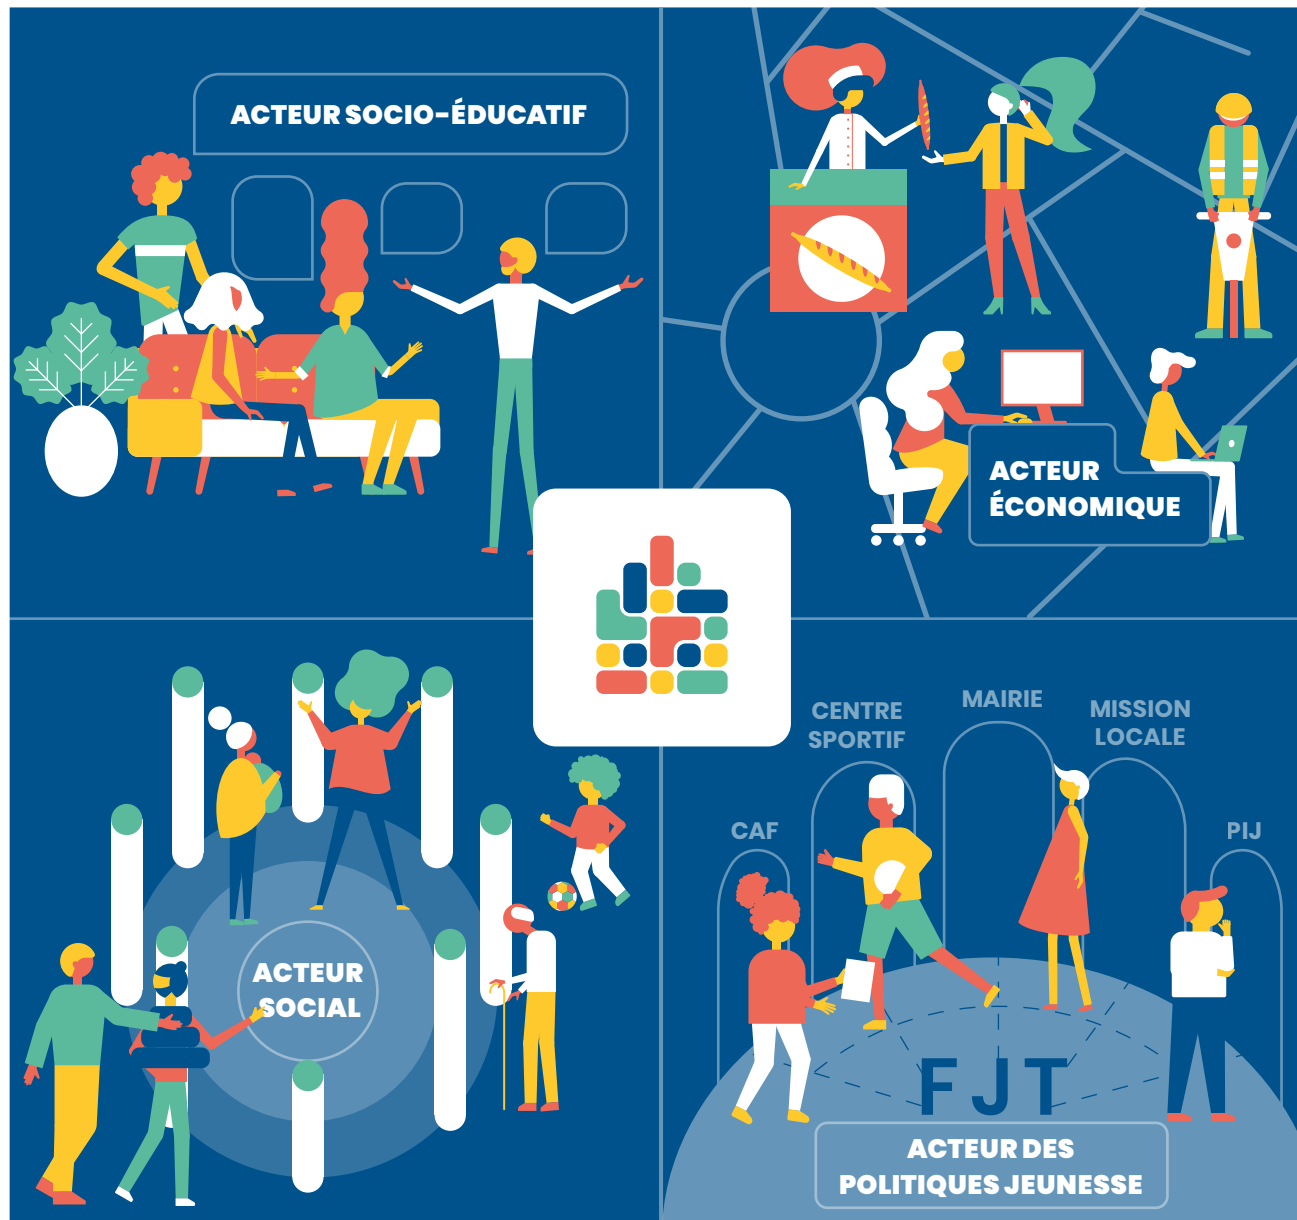 ACTEUR SOCIO-ÉDUCATIF
ACTEUR
ÉCONOMIQUE
ACTEUR
SOCIAL
CENTRE
SPORTIF
MAIRIE
MISSION
LOCALE
CAF
PIJ
FJT
ACTEUR DES
POLITIQUES JEUNESSE